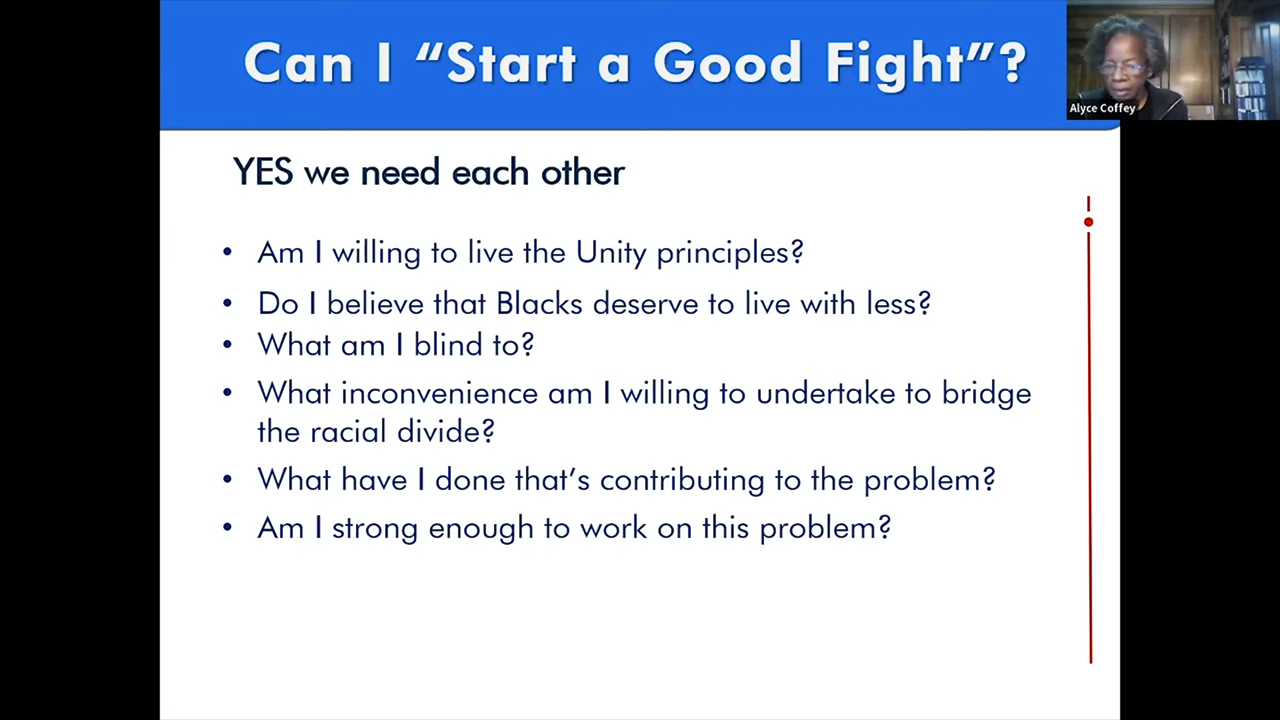 Can I “Start a Good Fight”?
Alyce Coffey
YES we need each other
• Am I willing to live the Unity principles?
• Do I believe that Blacks deserve to live with less?
• What am I blind to?
• What inconvenience am I willing to undertake to bridge
the racial divide?
• What have I done that’s contributing to the problem?
• Am I strong enough to work on this problem?